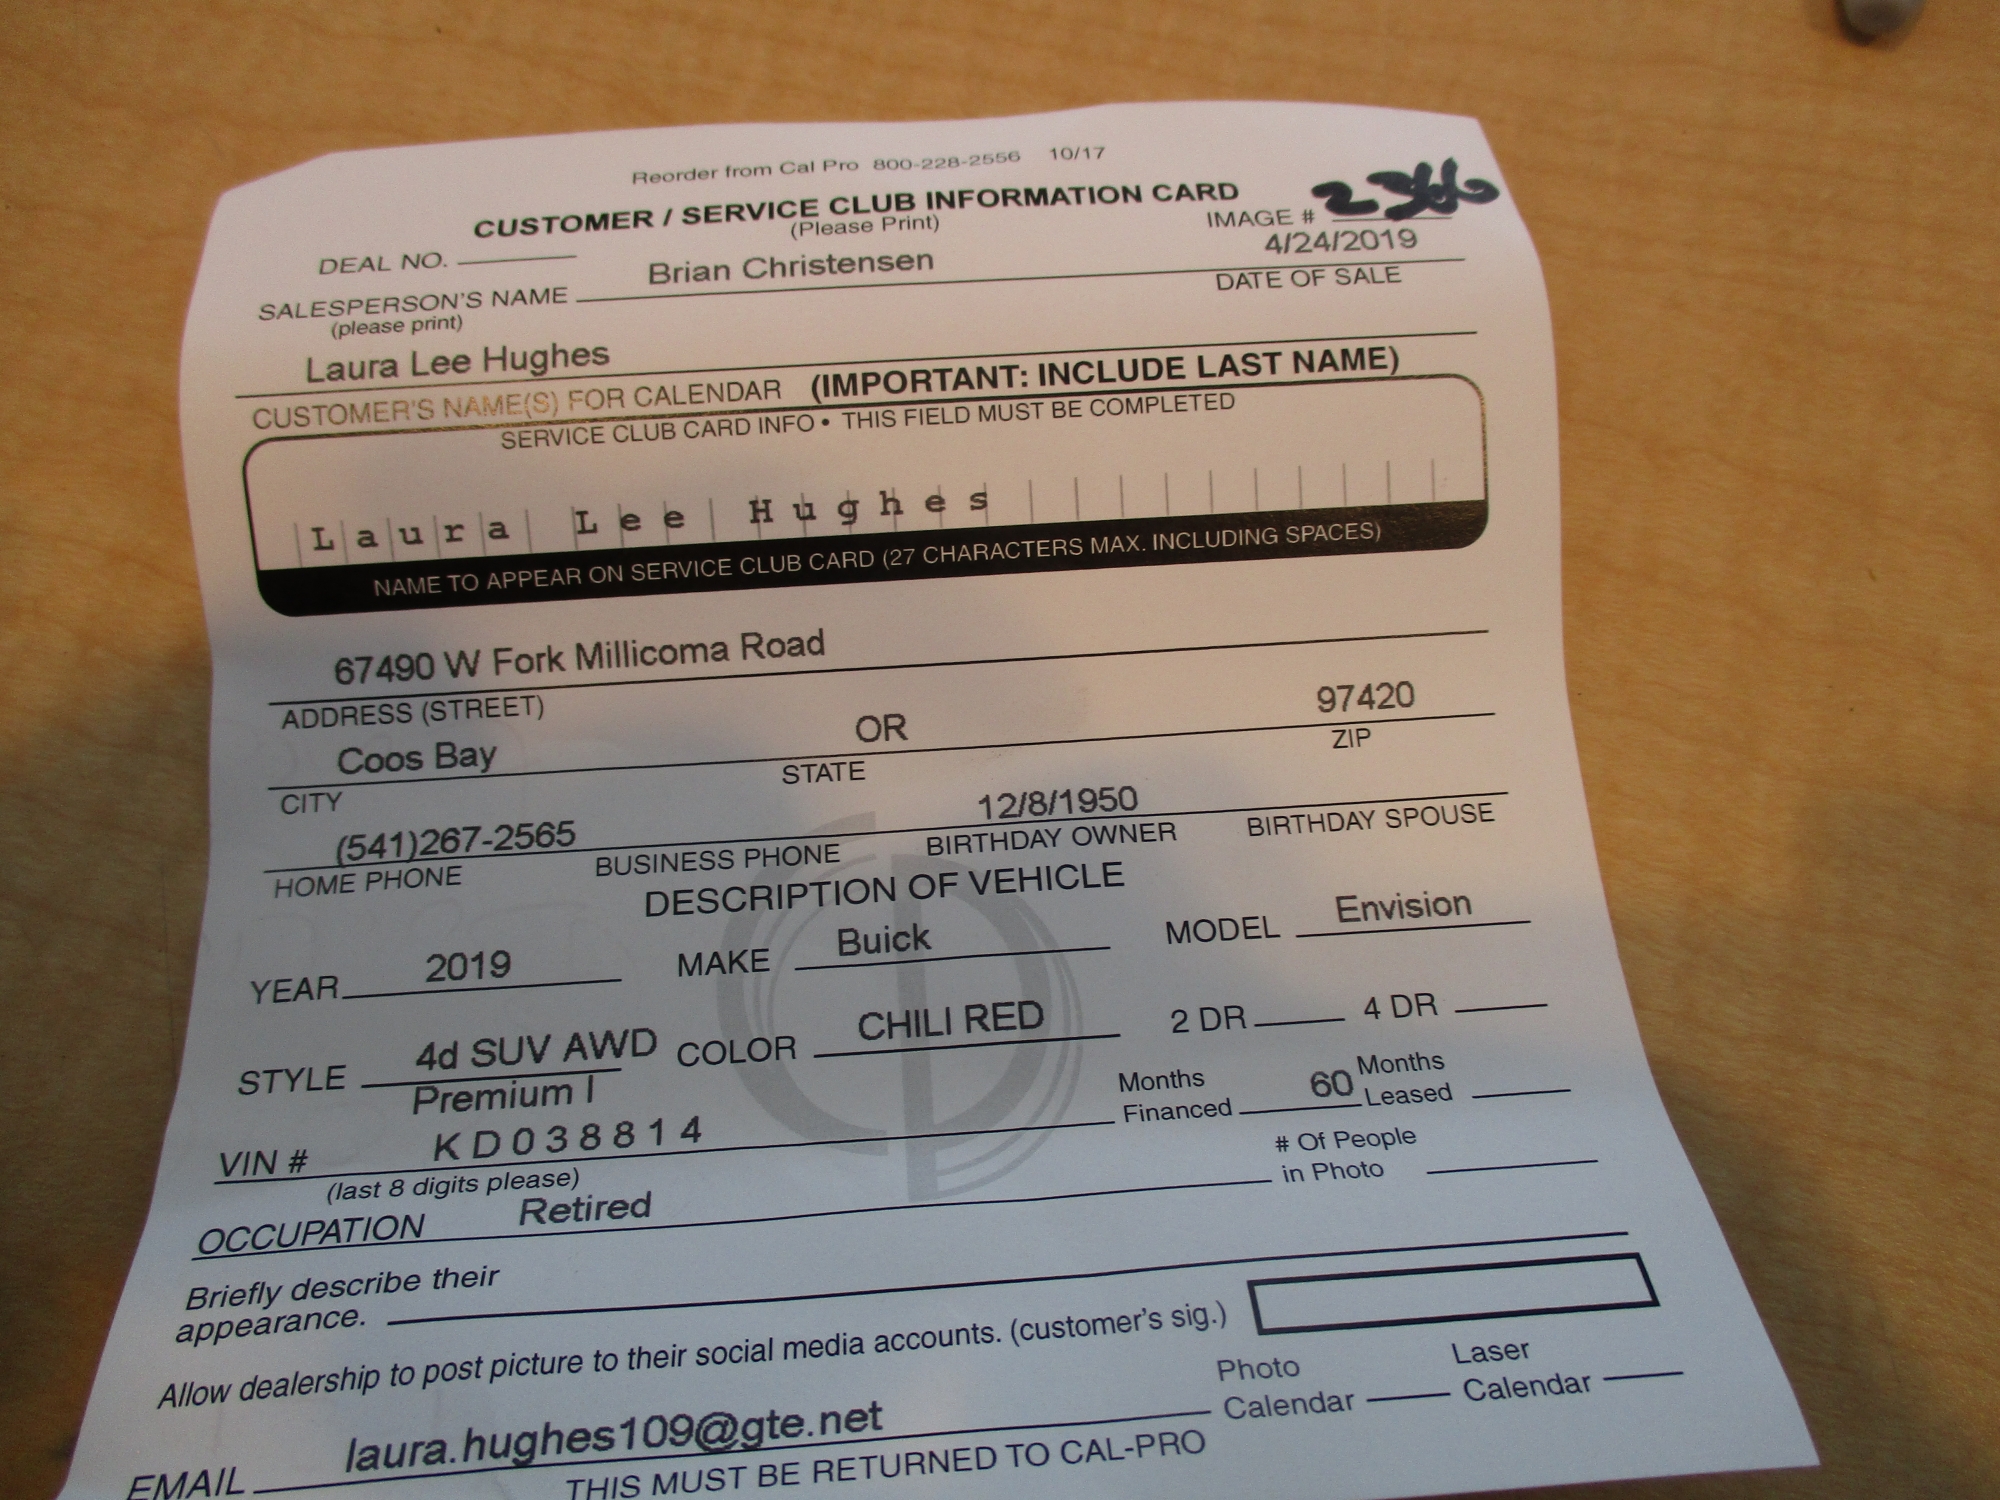 Reorder from Cal Pro 800-228-2556 10/17
CUSTOMER / SERVICE CLUB INFORMATION CARD
(Please Print)
IMAGE #
DEAL NO.
4/24/2019
SALESPERSON'S NAME Brian Christensen
(please print)
DATE OF SALE
Laura Lee Hughes
CUSTOMER'S NAME(S) FOR CALENDAR (IMPORTANT: INCLUDE LAST NAME)
SERVICE CLUB CARD INFO • THIS FIELD MUST BE COMPLETED
Laura Lee Hughes
NAME TO APPEAR ON SERVICE CLUB CARD (27 CHARACTERS MAX. INCLUDING SPACES)
67490 W Fork Millicoma Road
ADDRESS (STREET)
Coos Bay OR 97420
CITY STATE ZIP
(541)267-2565 12/8/1950
HOME PHONE BUSINESS PHONE BIRTHDAY OWNER BIRTHDAY SPOUSE
DESCRIPTION OF VEHICLE
YEAR 2019 MAKE Buick MODEL Envision
STYLE 4d SUV AWD COLOR CHILI RED 2 DR 4 DR
Premium I
Months Financed 60 Months Leased
VIN # KD038814
(last 8 digits please)
# Of People
in Photo
OCCUPATION Retired
Briefly describe their
appearance.
Allow dealership to post picture to their social media accounts. (customer's sig.)
Photo Calendar Laser Calendar
EMAIL laura.hughes109@gte.net
THIS MUST BE RETURNED TO CAL-PRO